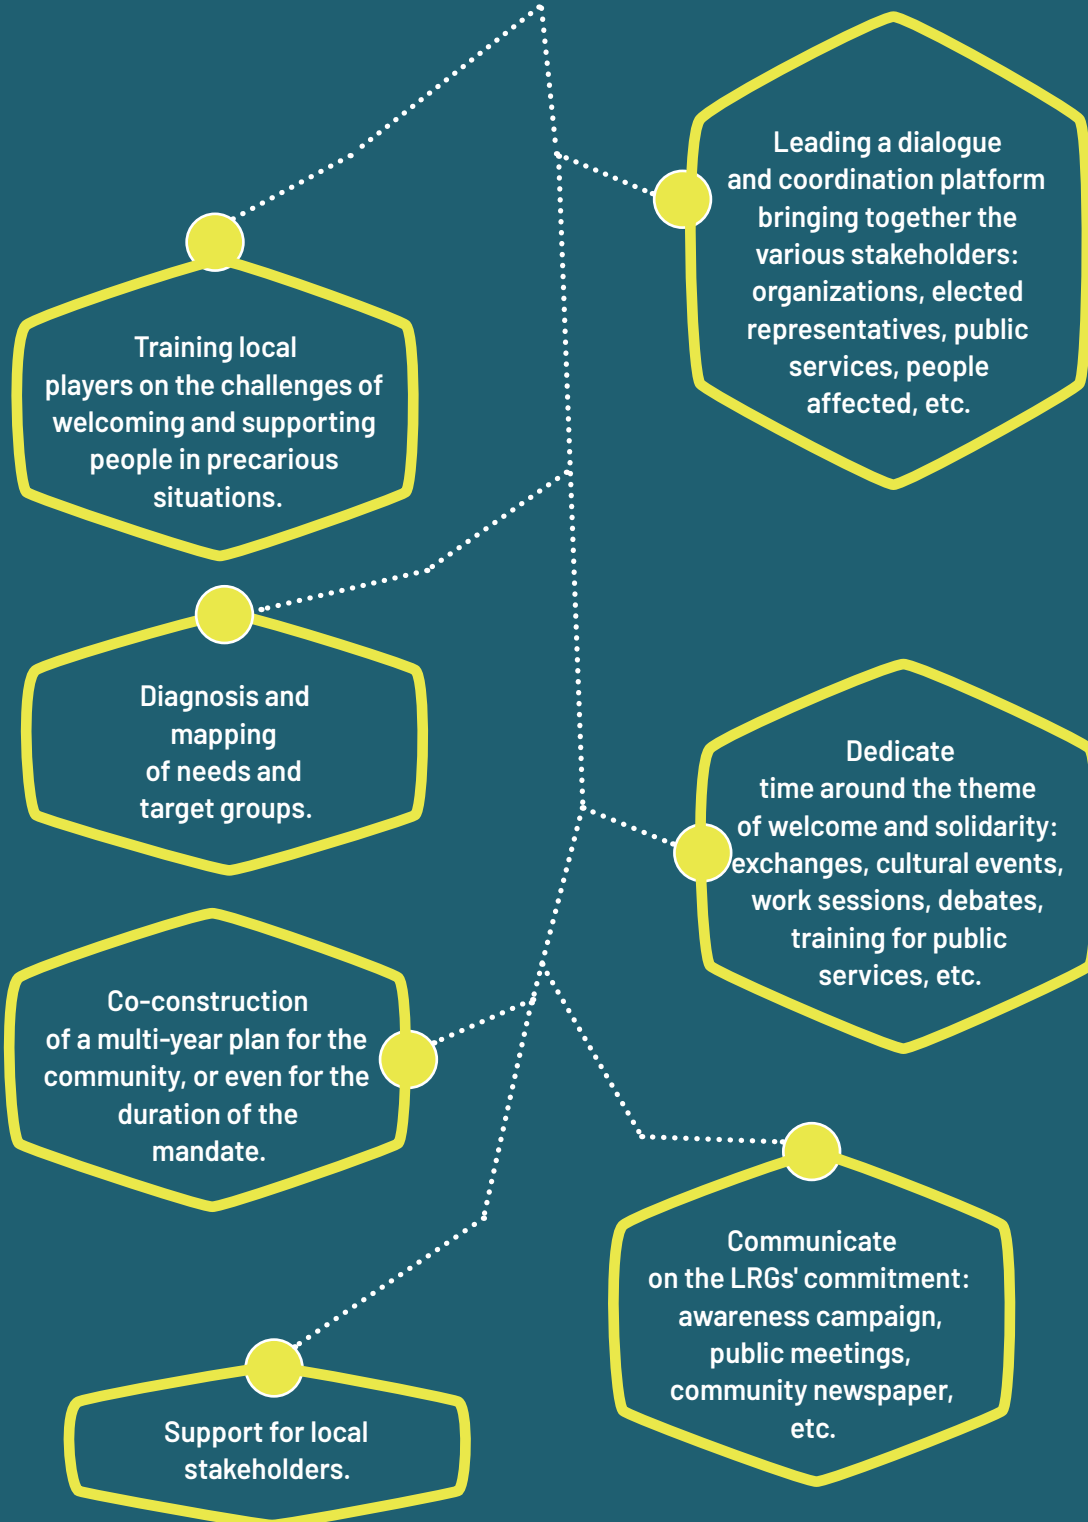 Leading a dialogue
and coordination platform
bringing together the
various stakeholders:
organizations, elected
representatives, public
services, people
affected, etc.
Training local
players on the challenges of
welcoming and supporting
people in precarious
situations.
Diagnosis and
mapping
of needs and
target groups.
Dedicate
time around the theme
of welcome and solidarity:
exchanges, cultural events,
work sessions, debates,
training for public
services, etc.
Co-construction
of a multi-year plan for the
community, or even for the
duration of the
mandate.
Communicate
on the LRGs' commitment:
awareness campaign,
public meetings,
community newspaper,
etc.
Support for local
stakeholders.